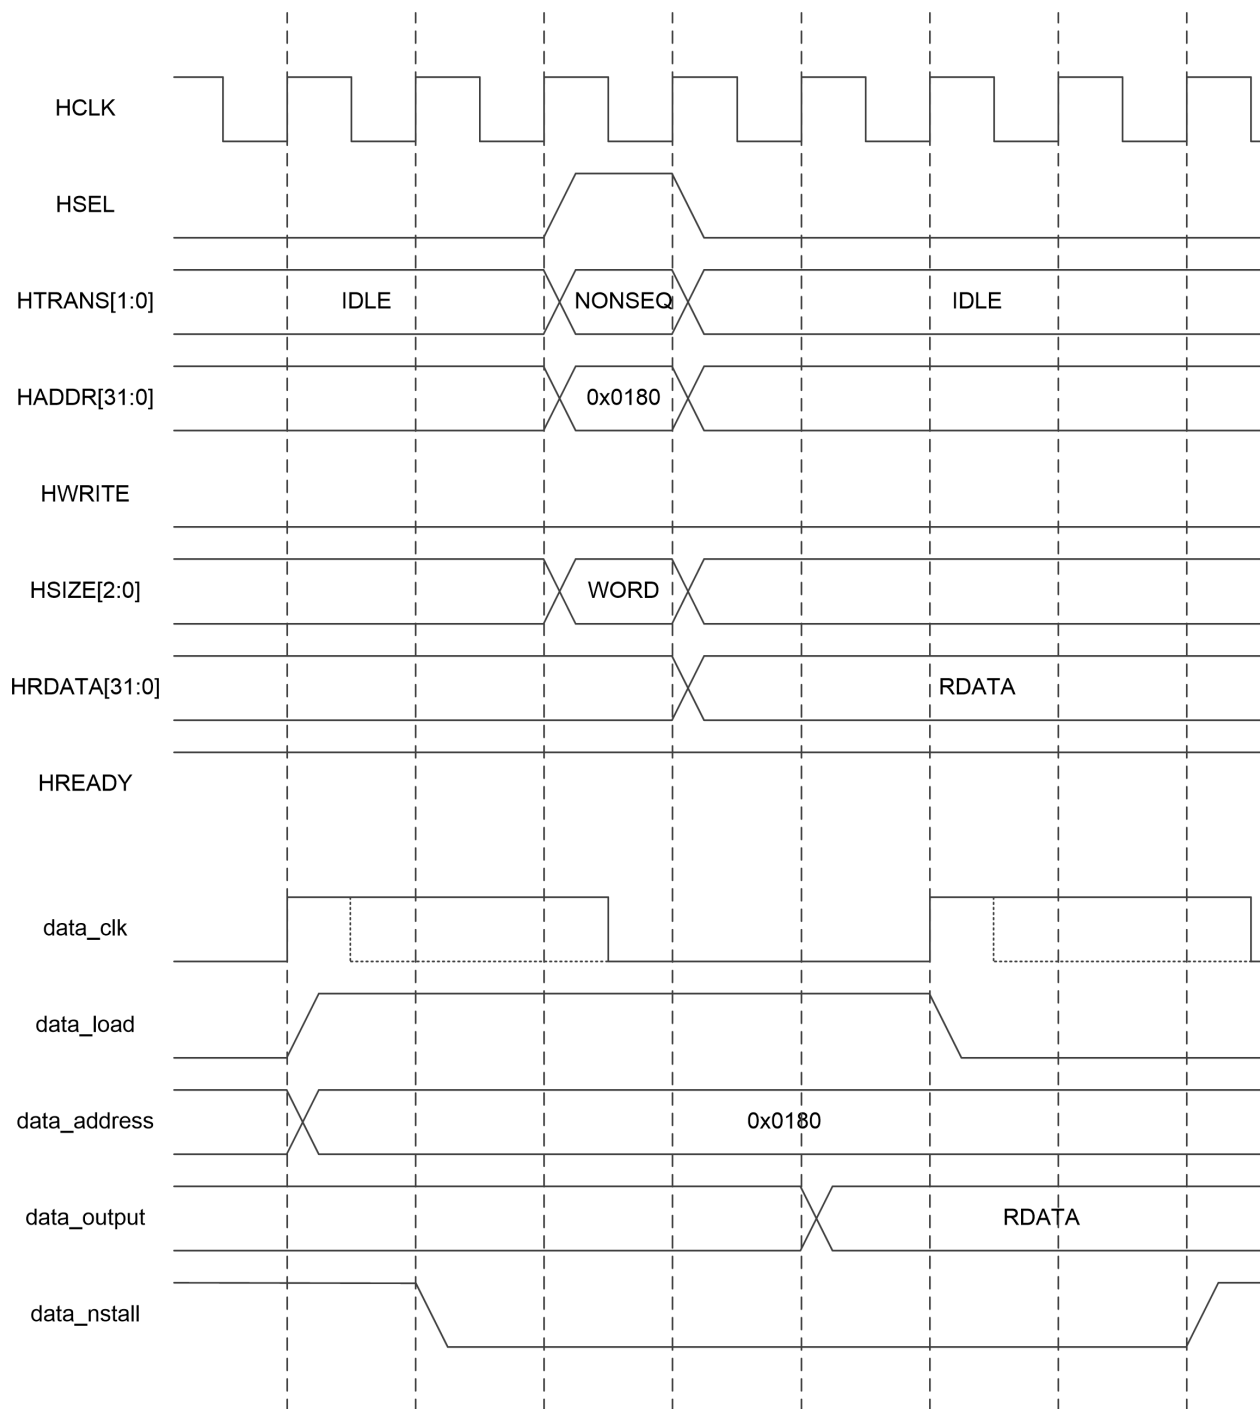 HCLK
HSEL
HTRANS[1:0] IDLE NONSEQ IDLE
HADDR[31:0] 0x0180
HWRITE
HSIZE[2:0] WORD
HRDATA[31:0] RDATA
HREADY
data_clk
data_load
data_address 0x0180
data_output RDATA
data_nstall